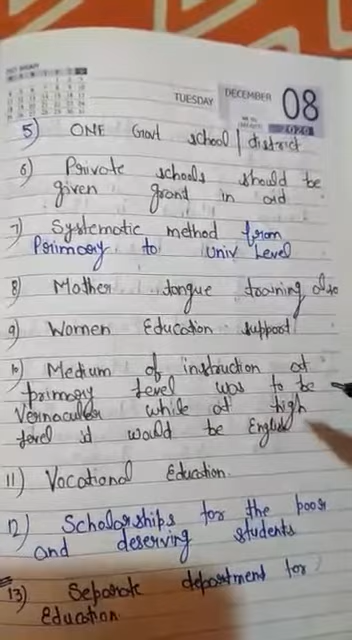 TUESDAY
DECEMBER 08
2020
5) ONE Govt school / district
6) Private schools should be
given grant in aid
7) Systematic method from
Primary to Univ Level
8) Mother tongue training also
9) Women Education support
10) Medium of instruction at
primary level was to be
Vernacular while at high
level it would be English
11) Vocational Education
12) Scholarships for the poor
and deserving students
13) Separate department for
Education